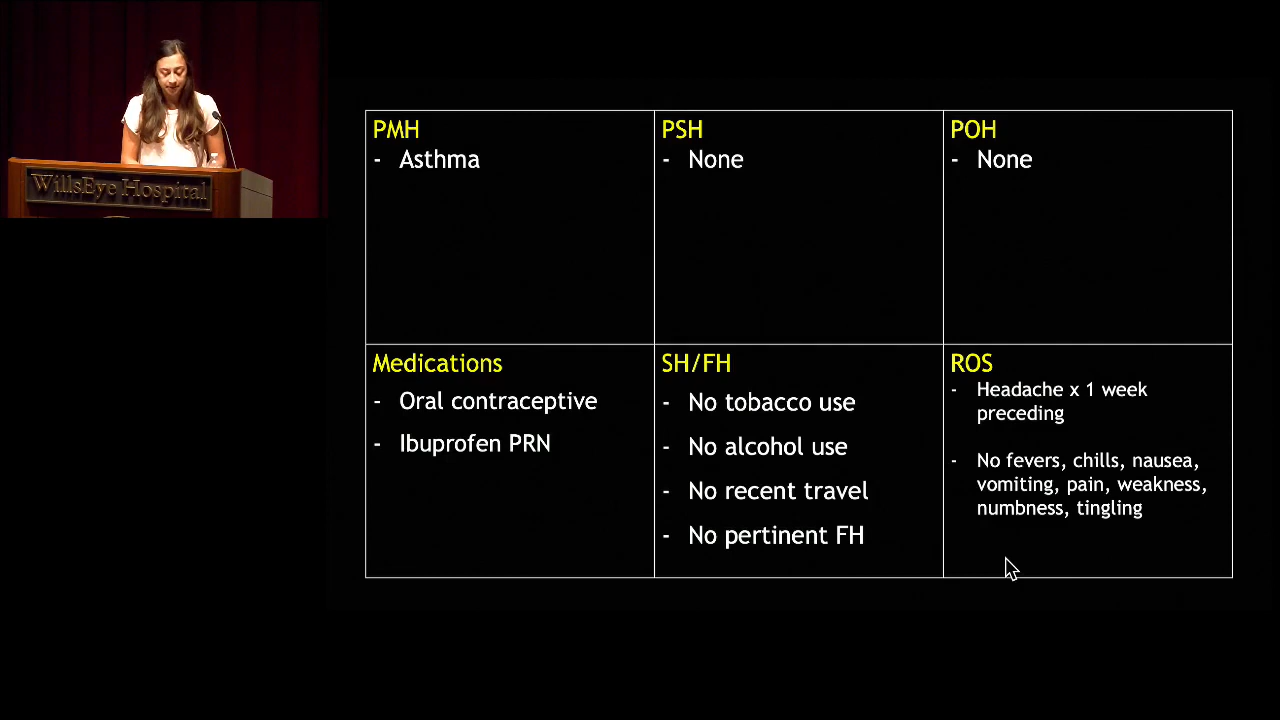 WillsEye Hospital
PMH
- Asthma
PSH
- None
POH
- None
Medications
- Oral contraceptive
- Ibuprofen PRN
SH/FH
- No tobacco use
- No alcohol use
- No recent travel
- No pertinent FH
ROS
- Headache x 1 week
preceding
- No fevers, chills, nausea,
vomiting, pain, weakness,
numbness, tingling